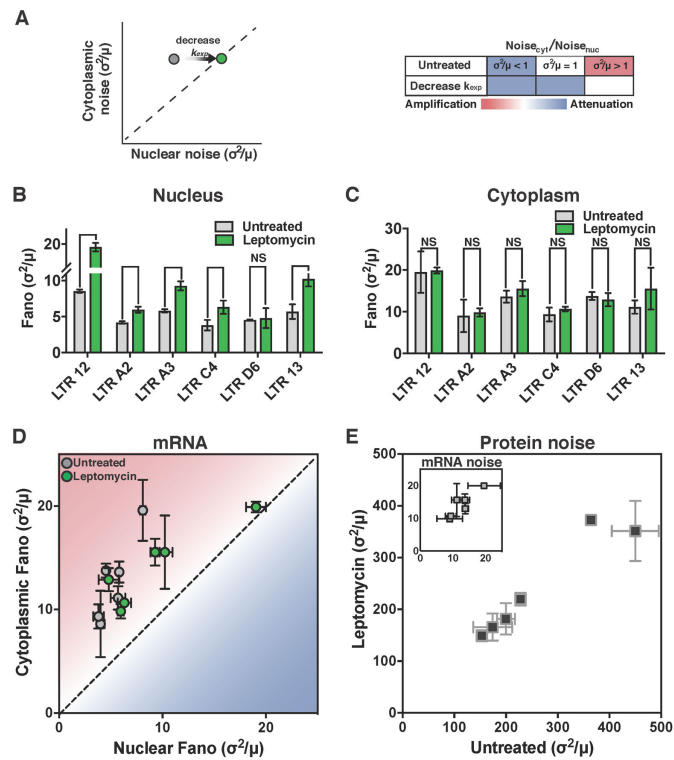 A
decrease
kexp
Cytoplasmic
noise (σ²/μ)
Nuclear noise (σ²/μ)
Noisecyt/Noisenuc
Untreated σ²/μ < 1 σ²/μ = 1 σ²/μ > 1
Decrease kexp
Amplification Attenuation
B Nucleus
Untreated
Leptomycin
NS
Fano (σ²/μ)
20
10
5
0
LTR 12 LTR A2 LTR A3 LTR C4 LTR D6 LTR 13
C Cytoplasm
Untreated
Leptomycin
NS NS NS NS NS NS
Fano (σ²/μ)
30
20
10
0
LTR 12 LTR A2 LTR A3 LTR C4 LTR D6 LTR 13
D mRNA
Untreated
Leptomycin
Cytoplasmic Fano (σ²/μ)
20
10
0
0 10 20
Nuclear Fano (σ²/μ)
E Protein noise
mRNA noise
20
10
0
0 10 20
Leptomycin (σ²/μ)
500
400
300
200
100
0
0 100 200 300 400 500
Untreated (σ²/μ)